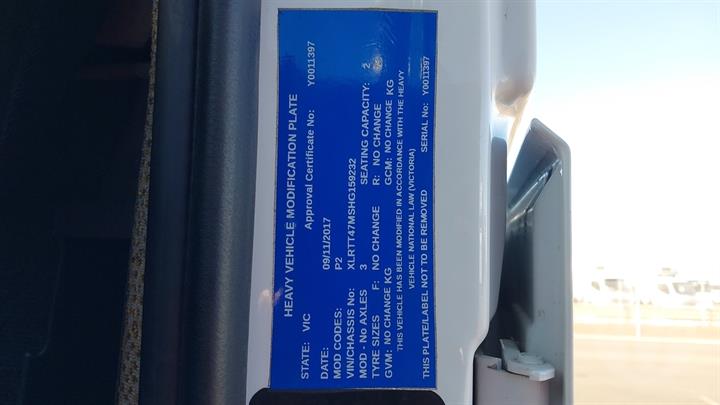 HEAVY VEHICLE MODIFICATION PLATE
STATE: VIC Approval Certificate No: Y0011397
DATE: 09/11/2017
MOD CODES: P2
VIN/CHASSIS No: XLRTT47MSHG159232
MOD - No AXLES 3 SEATING CAPACITY: 2
TYRE SIZES F: NO CHANGE R: NO CHANGE
GVM: NO CHANGE KG GCM: NO CHANGE KG
THIS VEHICLE HAS BEEN MODIFIED IN ACCORDANCE WITH THE HEAVY
VEHICLE NATIONAL LAW (VICTORIA)
THIS PLATE/LABEL NOT TO BE REMOVED SERIAL No: Y0011397